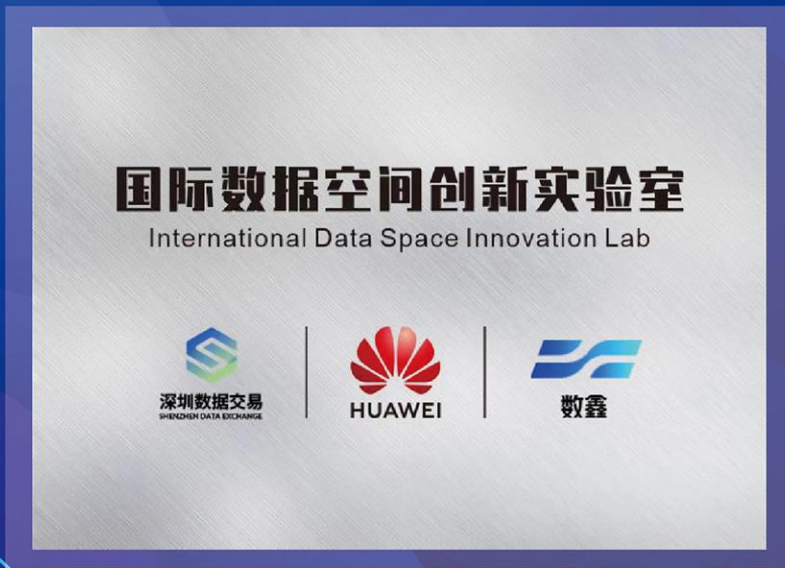 国际数据空间创新实验室
International Data Space Innovation Lab
深圳数据交易
SHENZHEN DATA EXCHANGE
HUAWEI
数鑫